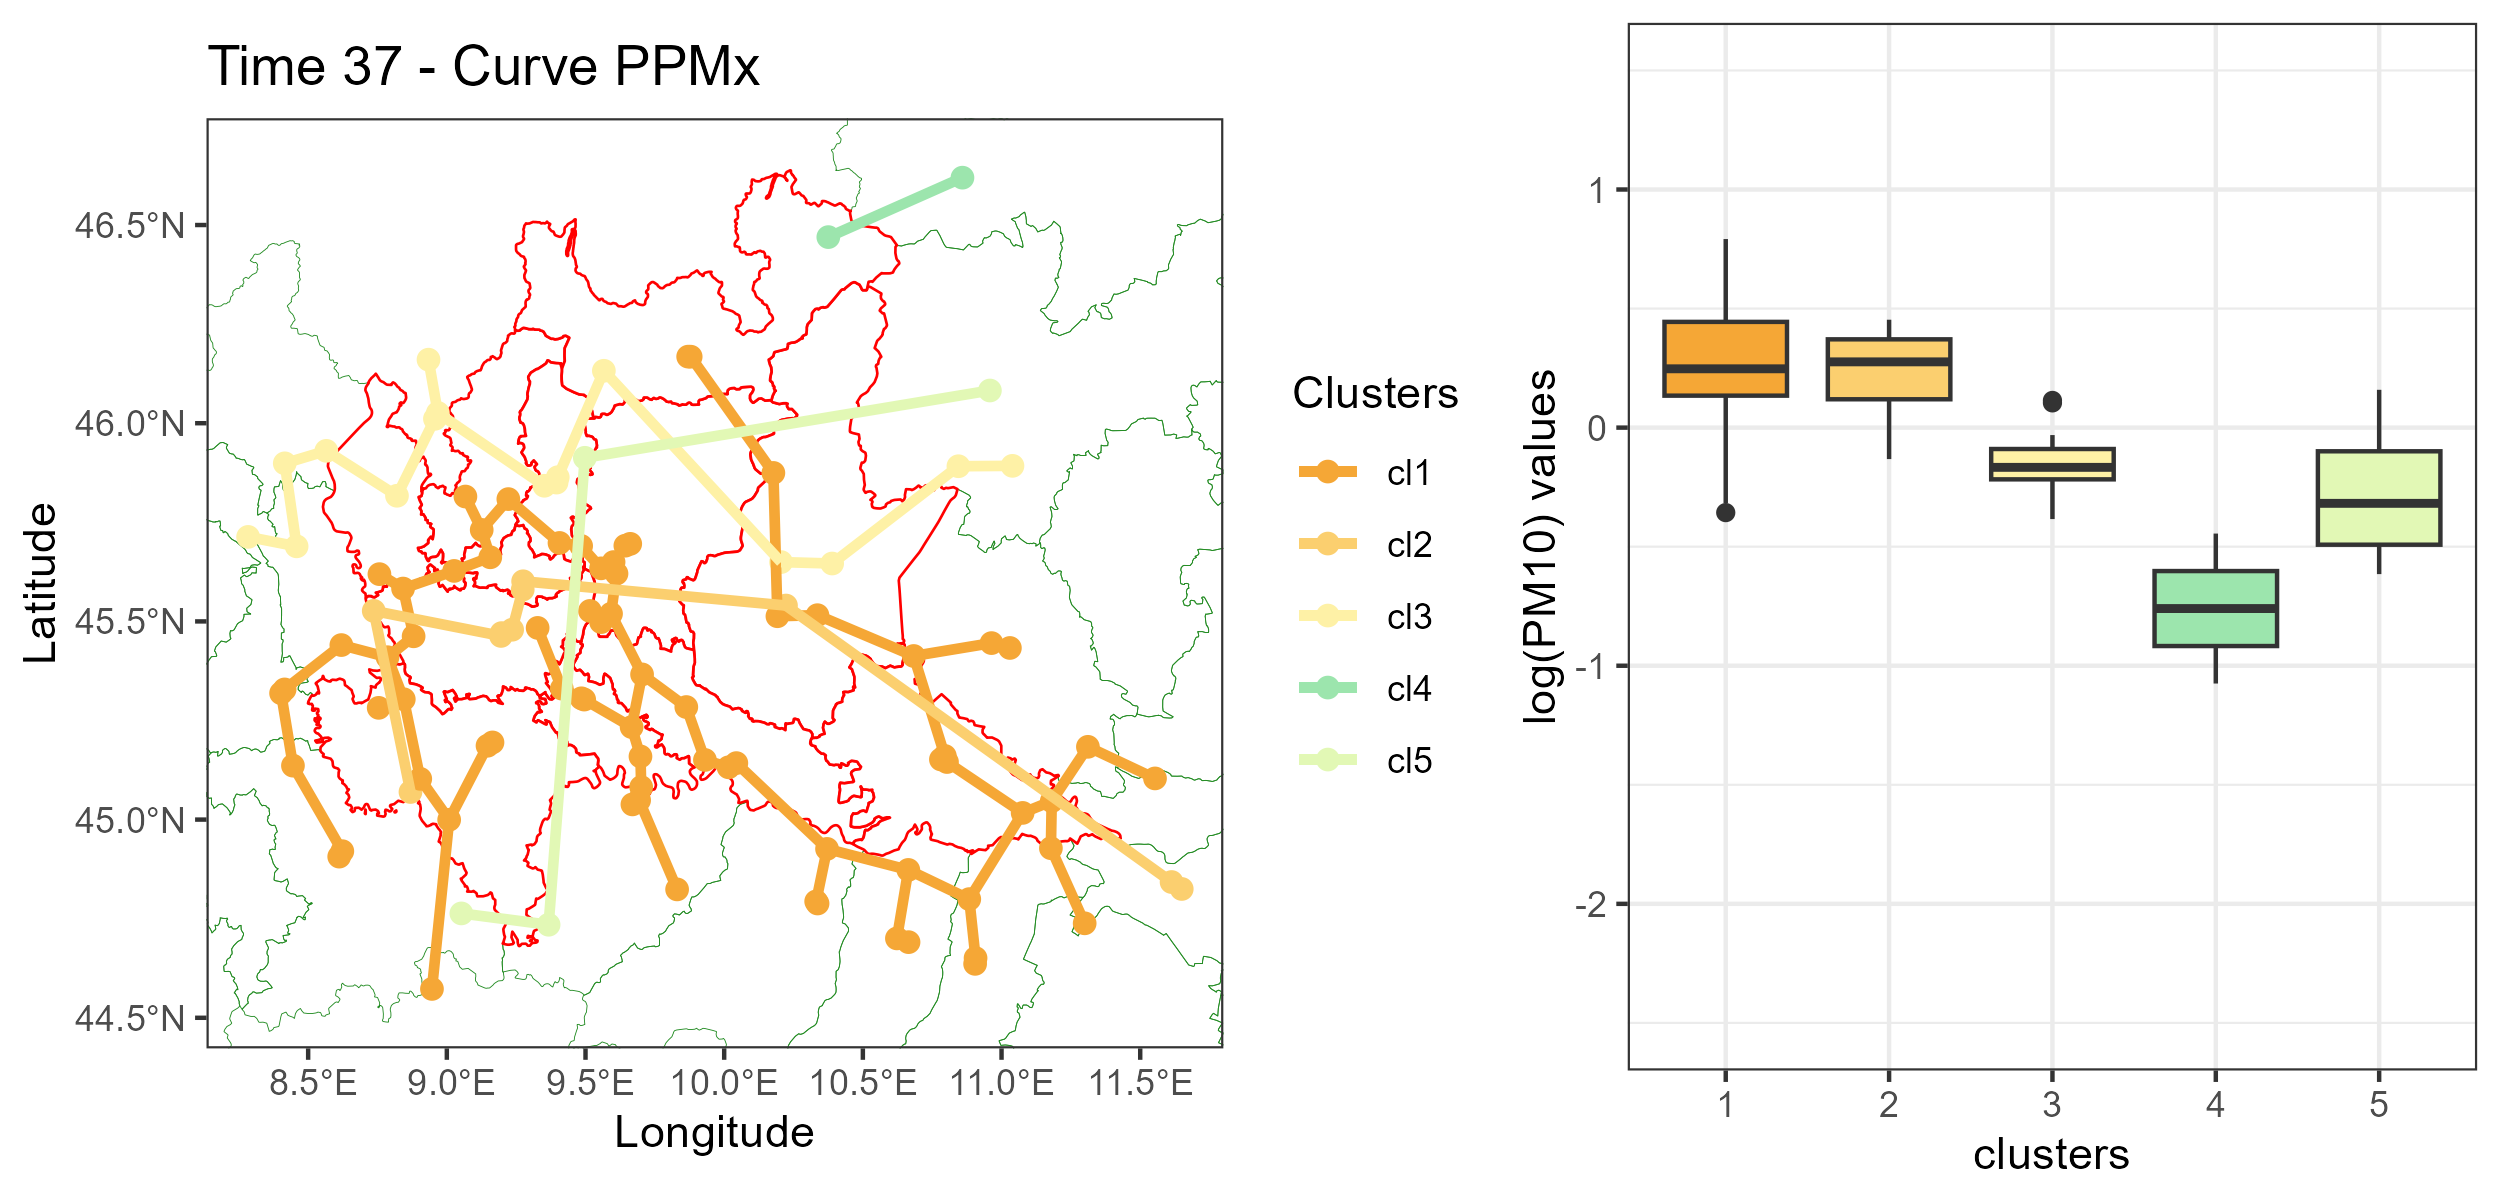 Time 37 - Curve PPMx
46.5°N
46.0°N
45.5°N
45.0°N
44.5°N
Latitude
8.5°E 9.0°E 9.5°E 10.0°E 10.5°E 11.0°E 11.5°E
Longitude
Clusters
cl1
cl2
cl3
cl4
cl5
log(PM10) values
1
0
-1
-2
1 2 3 4 5
clusters